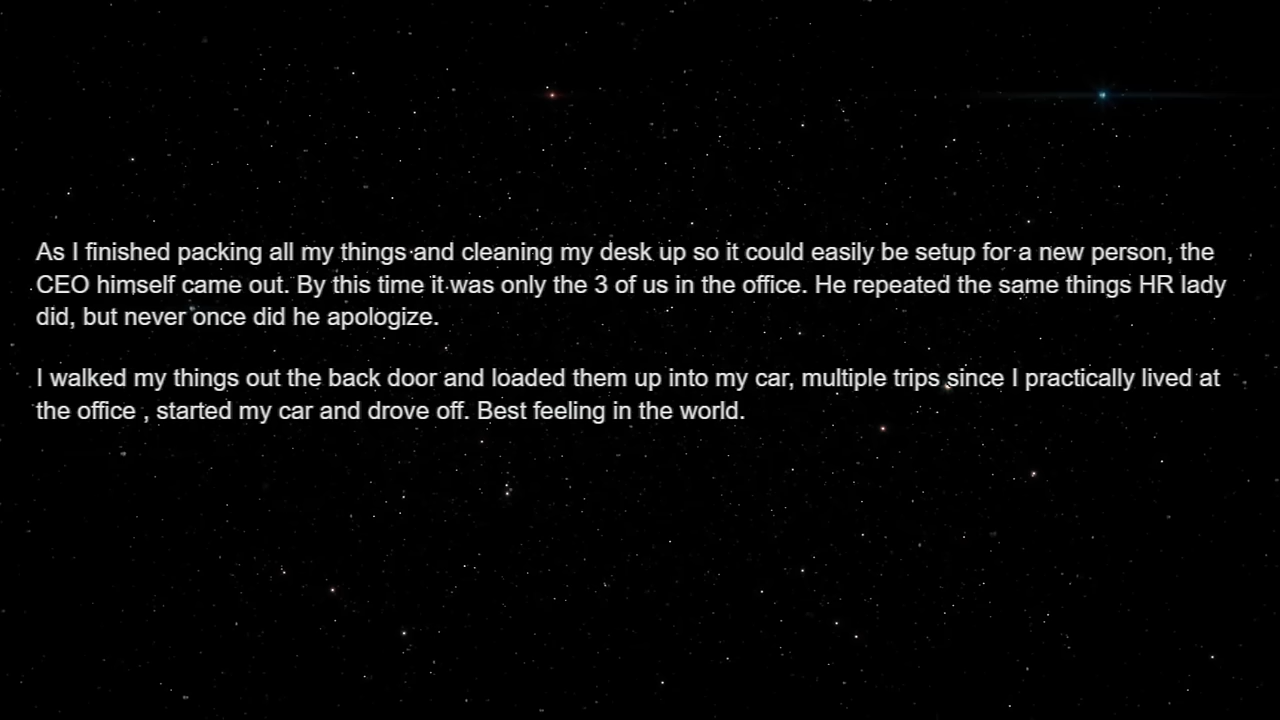 As I finished packing all my things and cleaning my desk up so it could easily be setup for a new person, the
CEO himself came out. By this time it was only the 3 of us in the office. He repeated the same things HR lady
did, but never once did he apologize.
I walked my things out the back door and loaded them up into my car, multiple trips since I practically lived at
the office , started my car and drove off. Best feeling in the world.